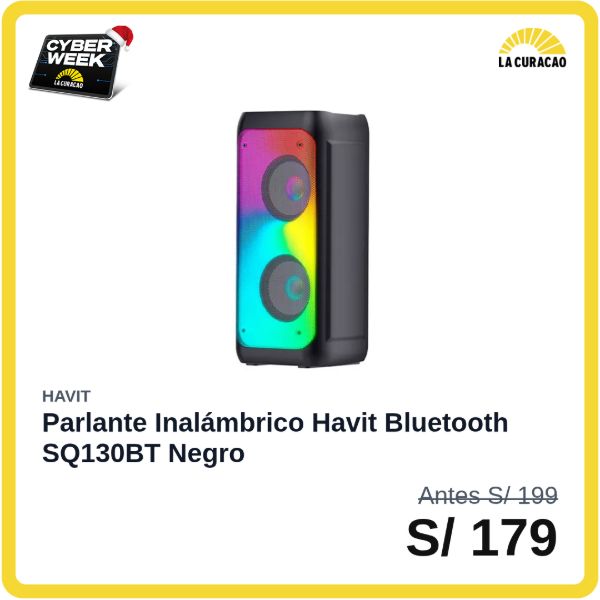 CYBER
WEEK
LA CURACAO
LA CURACAO
HAVIT
Parlante Inalámbrico Havit Bluetooth
SQ130BT Negro
Antes S/ 199
S/ 179